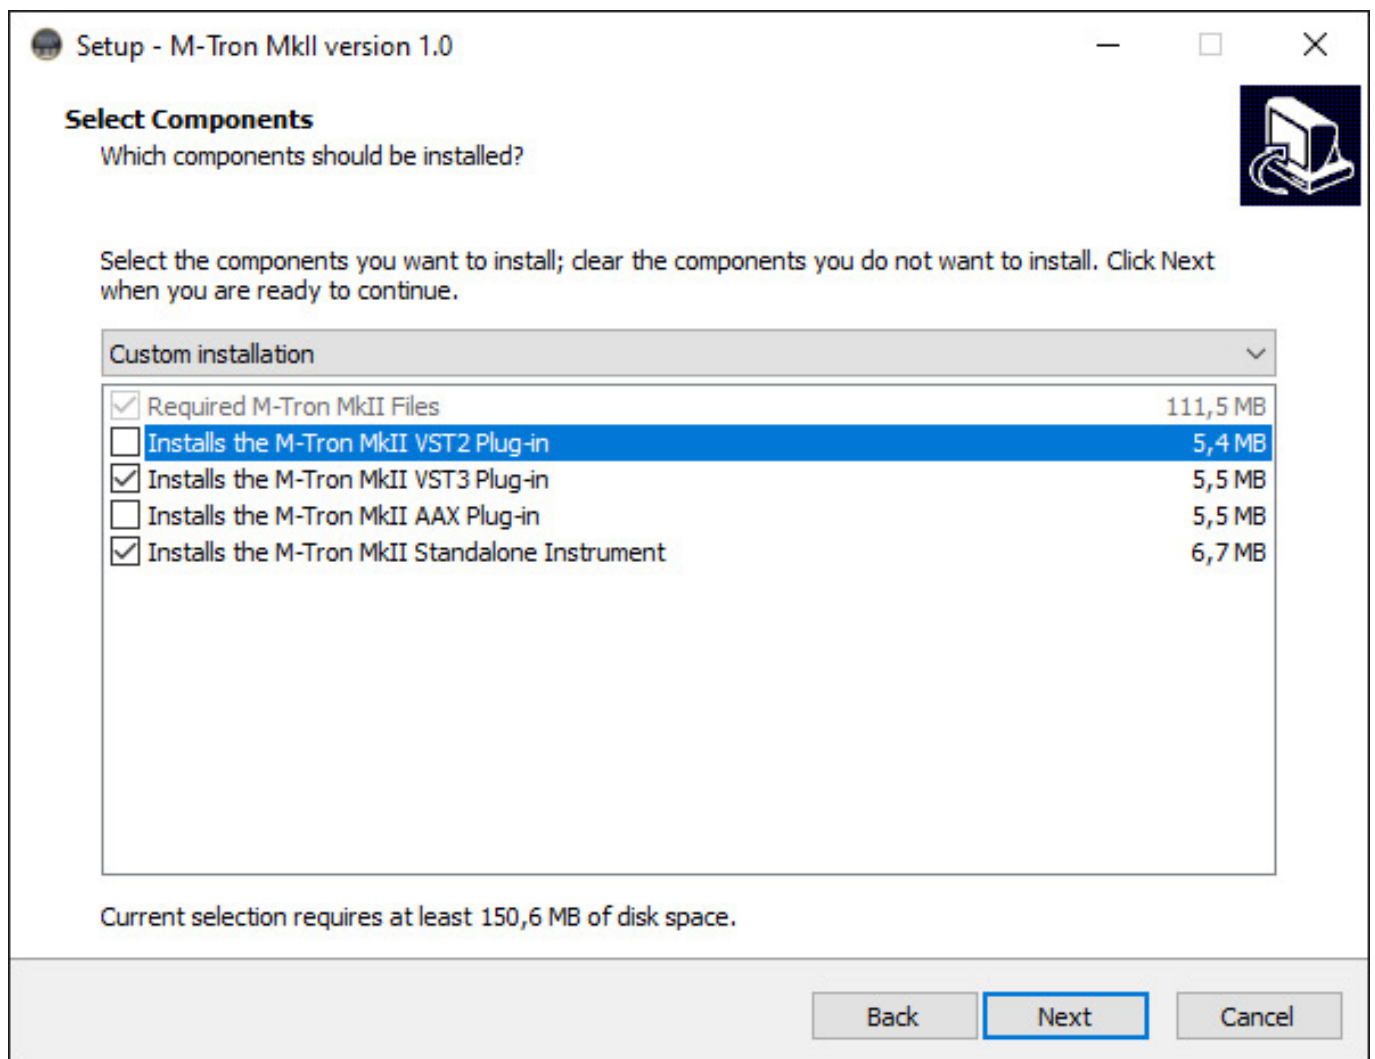 Setup - M-Tron MkII version 1.0
Select Components
Which components should be installed?
Select the components you want to install; clear the components you do not want to install. Click Next
when you are ready to continue.
Custom installation
Required M-Tron MkII Files 111,5 MB
Installs the M-Tron MkII VST2 Plug-in 5,4 MB
Installs the M-Tron MkII VST3 Plug-in 5,5 MB
Installs the M-Tron MkII AAX Plug-in 5,5 MB
Installs the M-Tron MkII Standalone Instrument 6,7 MB
Current selection requires at least 150,6 MB of disk space.
Back Next Cancel